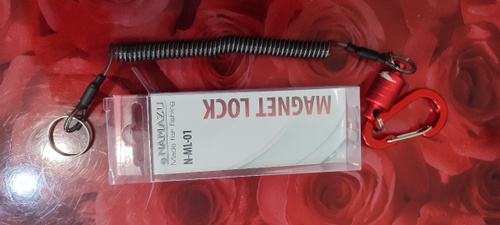 MAGNET LOCK
NAMAZU
Made for fishing
N-ML-01